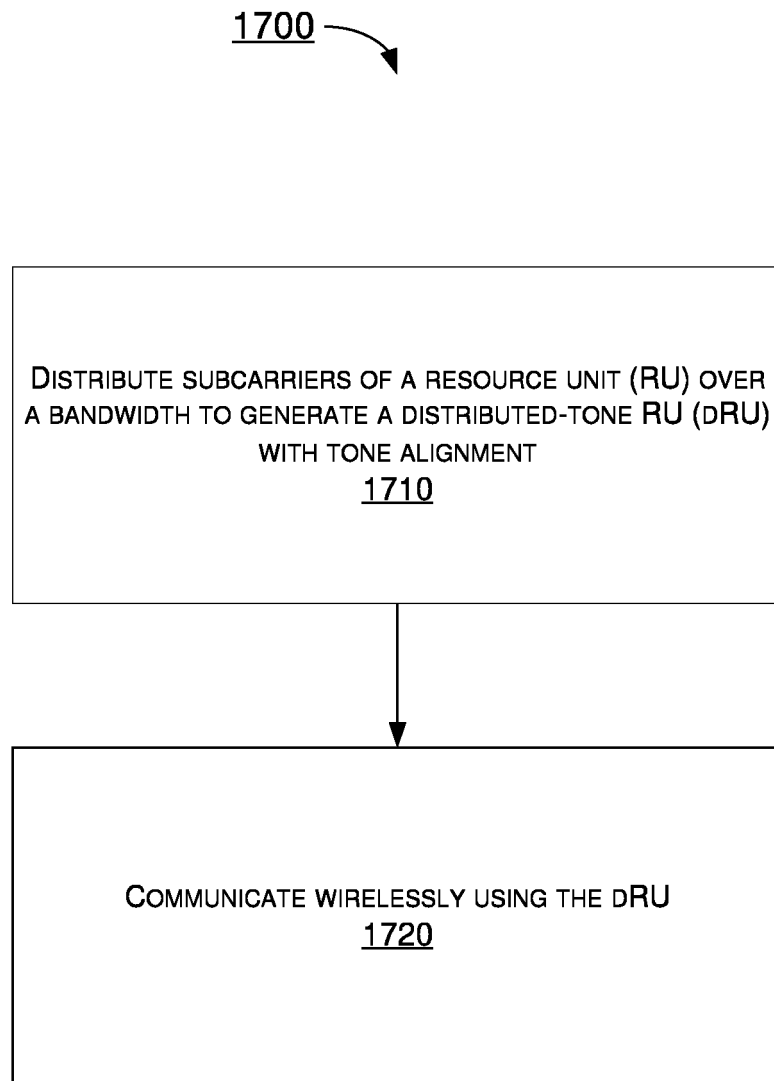 1700
DISTRIBUTE SUBCARRIERS OF A RESOURCE UNIT (RU) OVER
A BANDWIDTH TO GENERATE A DISTRIBUTED-TONE RU (DRU)
WITH TONE ALIGNMENT
1710
COMMUNICATE WIRELESSLY USING THE DRU
1720